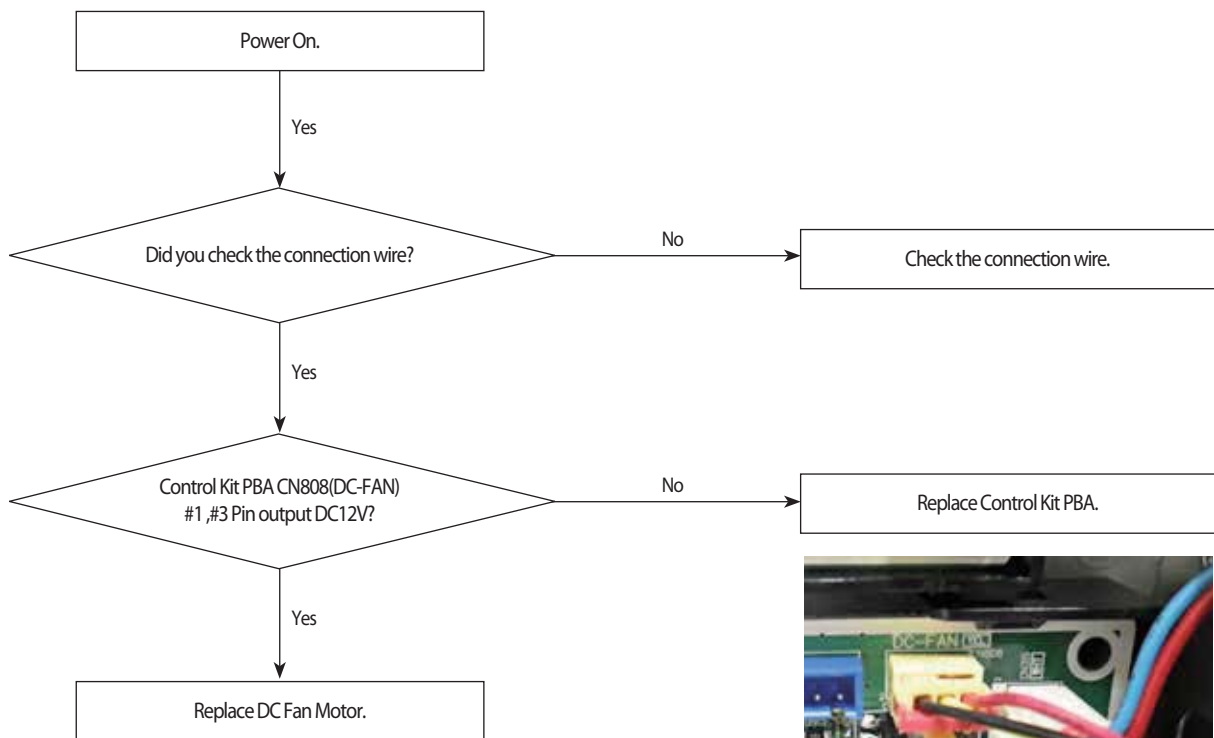 Power On.
Yes
Did you check the connection wire?
No
Check the connection wire.
Yes
Control Kit PBA CN808(DC-FAN)
#1 ,#3 Pin output DC12V?
No
Replace Control Kit PBA.
Yes
DC-FAN
Replace DC Fan Motor.